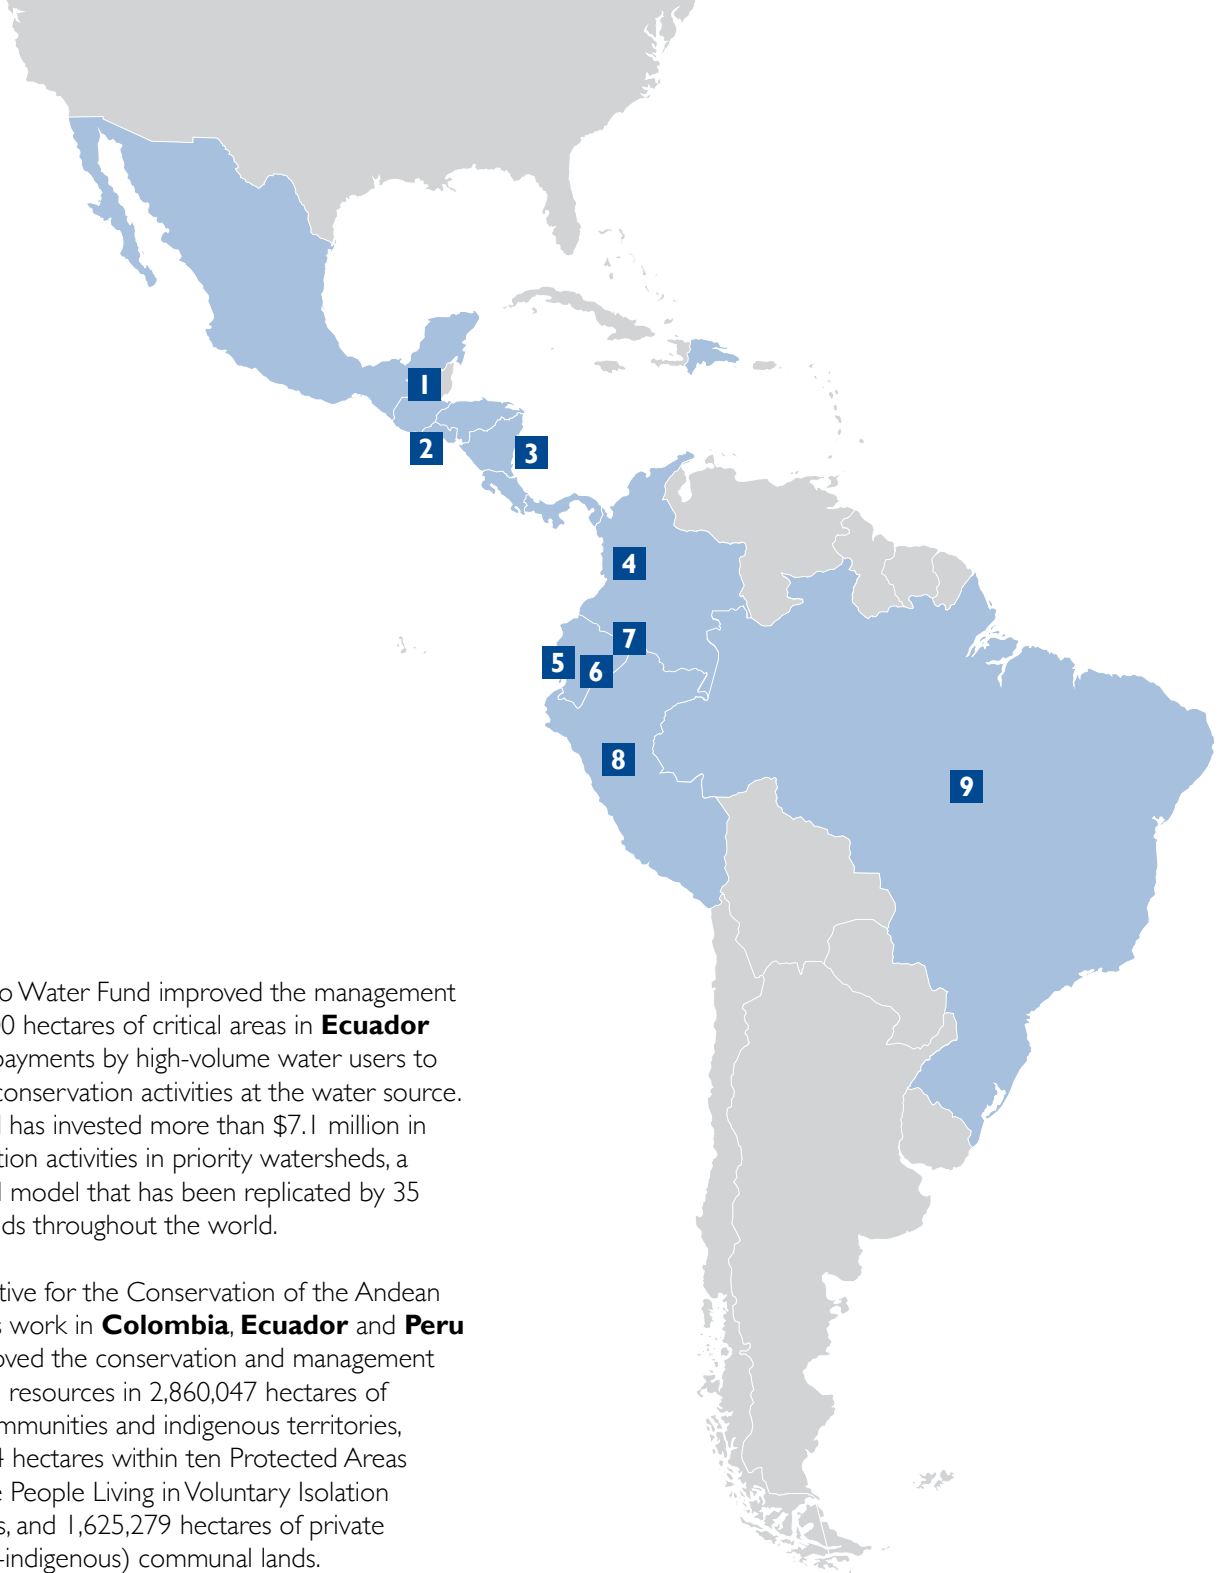 1
2
3
4
7
5
6
8
9
o Water Fund improved the management
0 hectares of critical areas in Ecuador
payments by high-volume water users to
conservation activities at the water source.
has invested more than $7.1 million in
tion activities in priority watersheds, a
model that has been replicated by 35
ds throughout the world.
tive for the Conservation of the Andean
s work in Colombia, Ecuador and Peru
oved the conservation and management
resources in 2,860,047 hectares of
mmunities and indigenous territories,
4 hectares within ten Protected Areas
e People Living in Voluntary Isolation
s, and 1,625,279 hectares of private
-indigenous) communal lands.